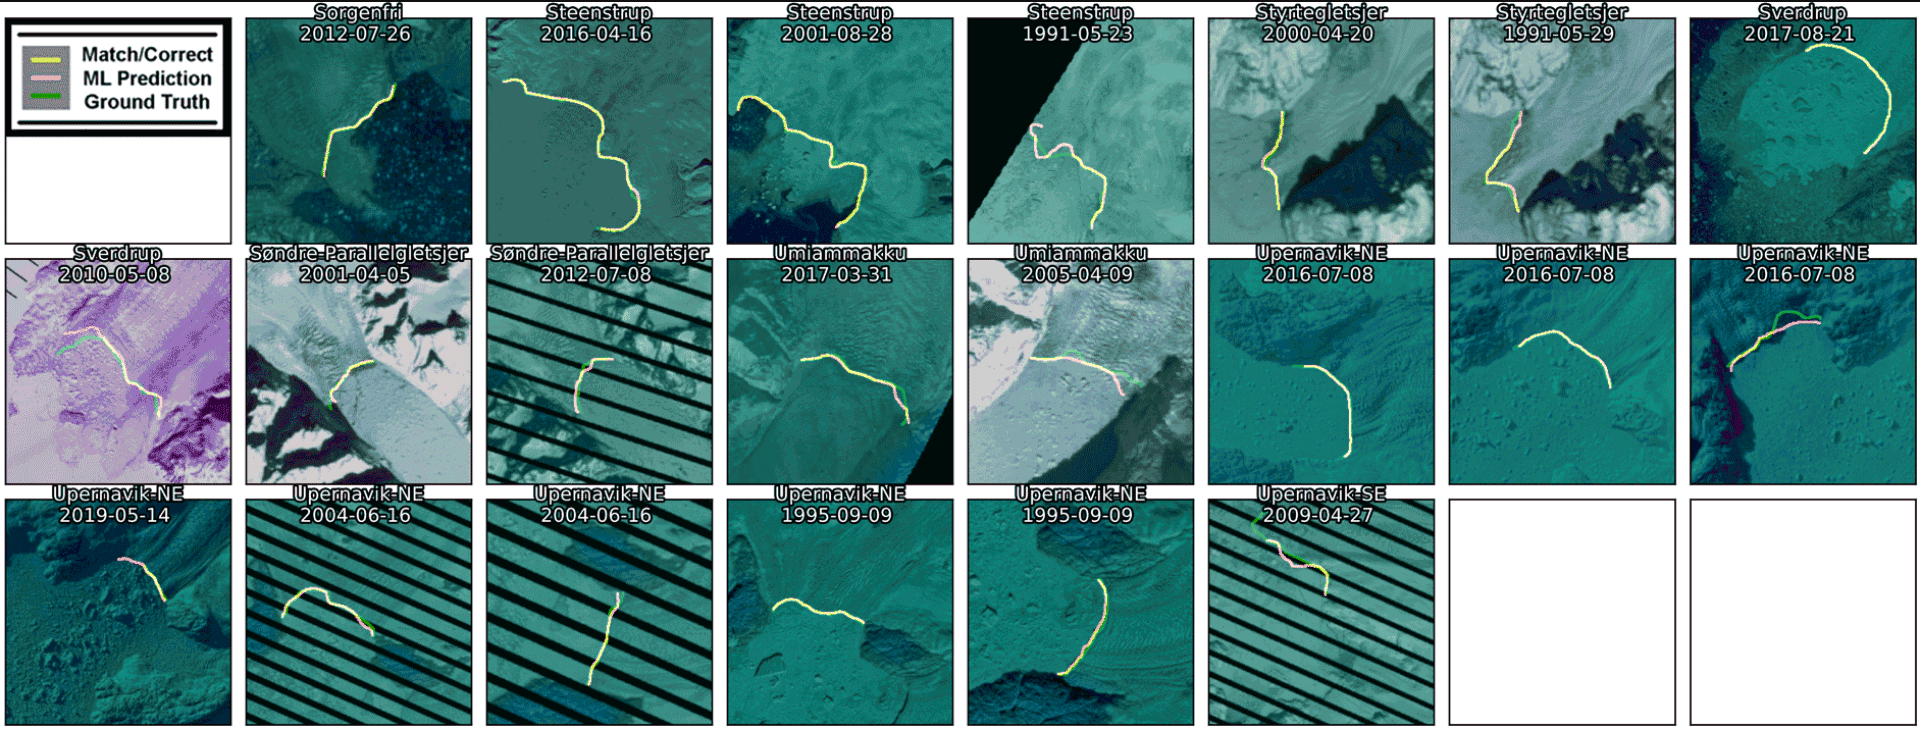 Match/Correct
ML Prediction
Ground Truth
Sorgenfri
2012-07-26
Steenstrup
2016-04-16
Steenstrup
2001-08-28
Steenstrup
1991-05-23
Styrtegletsjer
2000-04-20
Styrtegletsjer
1991-05-29
Sverdrup
2017-08-21
Sverdrup
2010-05-08
Søndre-Parallelgletsjer
2001-04-05
Søndre-Parallelgletsjer
2012-07-08
Umiammakku
2017-03-31
Umiammakku
2005-04-09
Upernavik-NE
2016-07-08
Upernavik-NE
2016-07-08
Upernavik-NE
2016-07-08
Upernavik-NE
2019-05-14
Upernavik-NE
2004-06-16
Upernavik-NE
2004-06-16
Upernavik-NE
1995-09-09
Upernavik-NE
1995-09-09
Upernavik-SE
2009-04-27